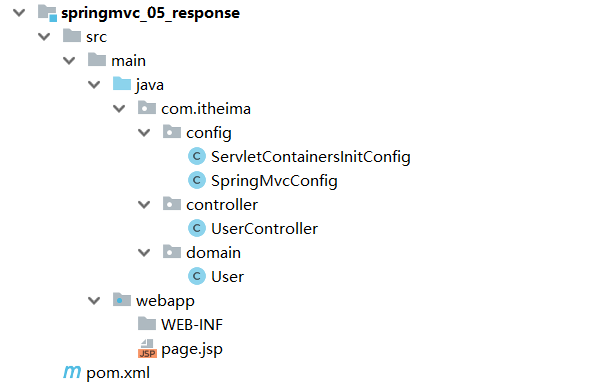 springmvc_05_response
src
main
java
com.itheima
config
C ServletContainersInitConfig
C SpringMvcConfig
controller
C UserController
domain
C User
webapp
WEB-INF
JSP page.jsp
m pom.xml